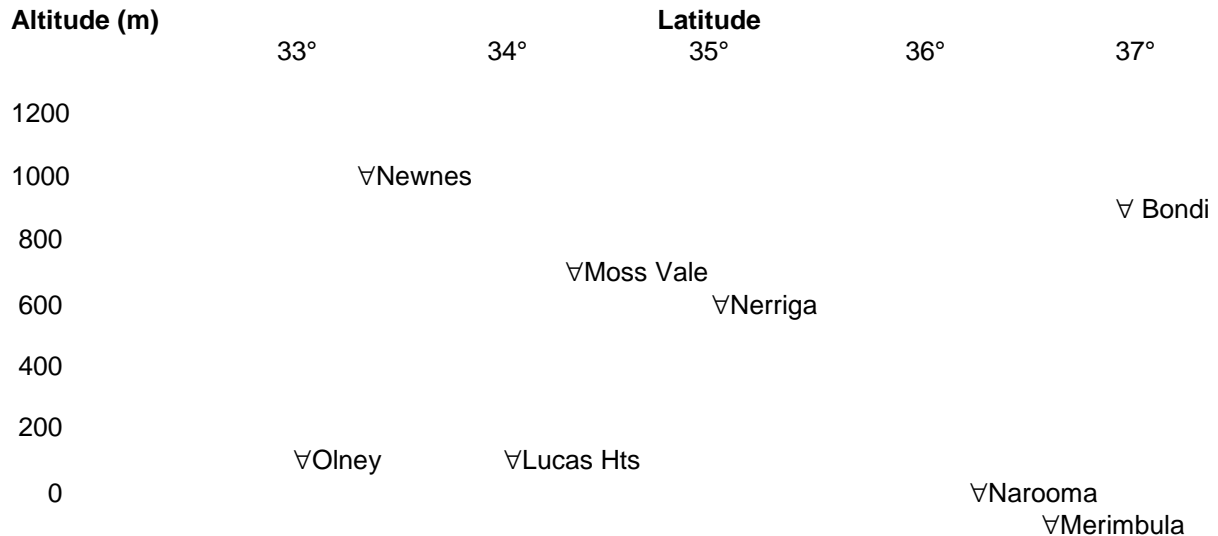 Altitude (m) Latitude
33° 34° 35° 36° 37°
1200
1000 ∀Newnes
∀ Bondi
800
∀Moss Vale
600 ∀Nerriga
400
200
∀Olney ∀Lucas Hts
0 ∀Narooma
∀Merimbula